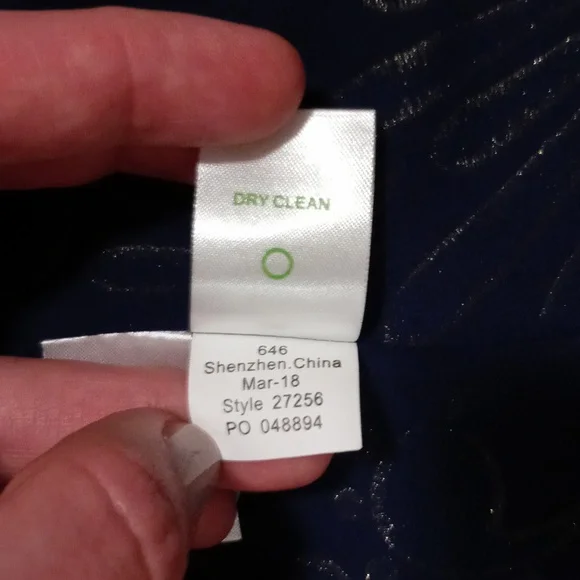 DRY CLEAN
646
Shenzhen.China
Mar-18
Style 27256
PO 048894